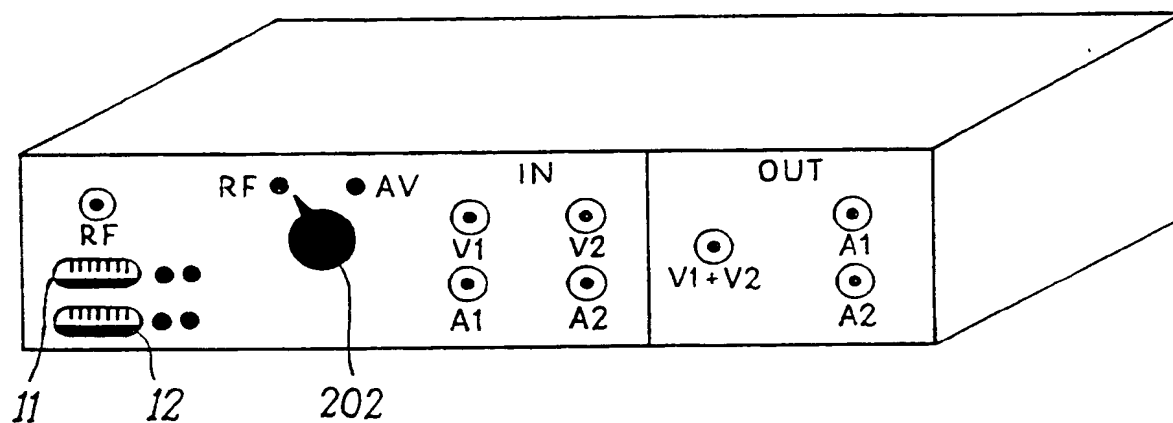 IN OUT
RF AV
RF V1 V2 A1
V1+V2
A1 A2 A2
11 12 202